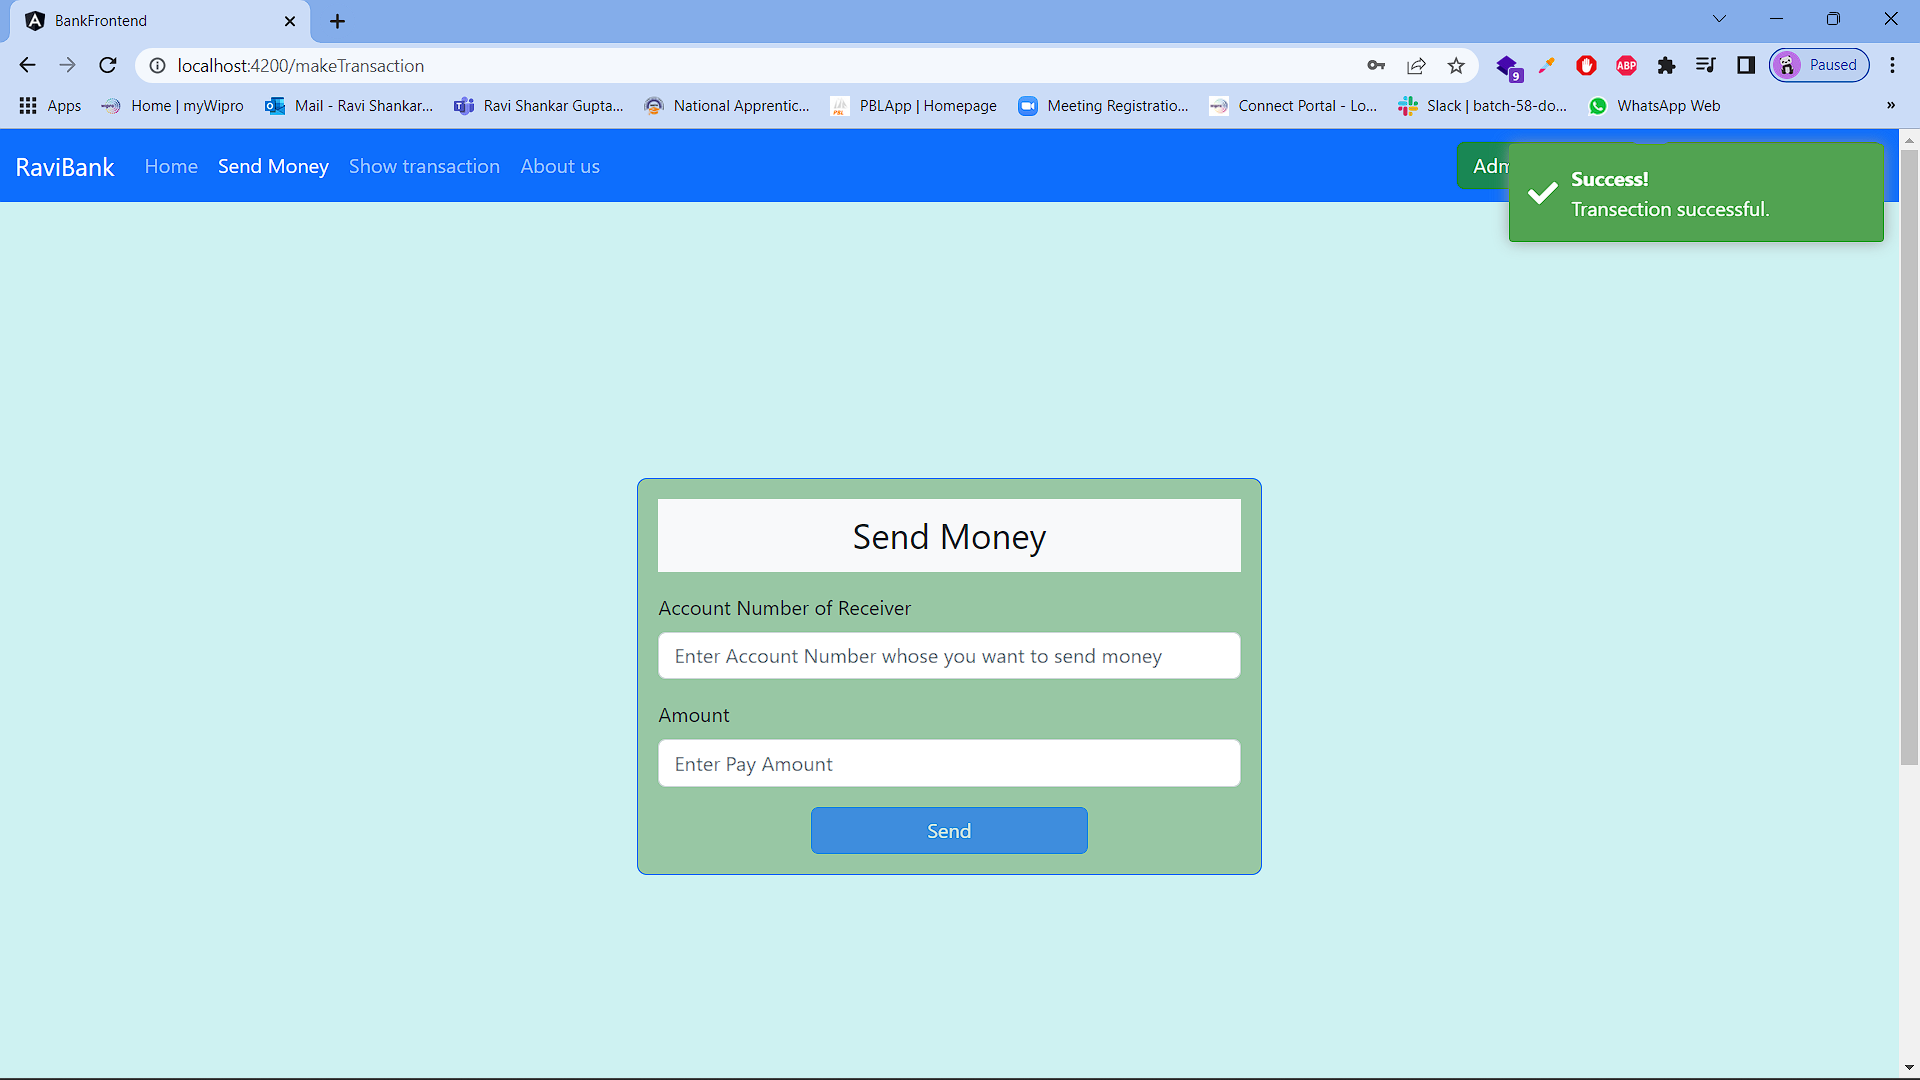 BankFrontend
localhost:4200/makeTransaction
9
ABP
Paused
Apps
Home | myWipro
Mail - Ravi Shankar...
Ravi Shankar Gupta...
National Apprentic...
PBLApp | Homepage
Meeting Registratio...
Connect Portal - Lo...
Slack | batch-58-do...
WhatsApp Web
»
RaviBank
Home
Send Money
Show transaction
About us
Adm
Success!
Transection successful.
Send Money
Account Number of Receiver
Enter Account Number whose you want to send money
Amount
Enter Pay Amount
Send